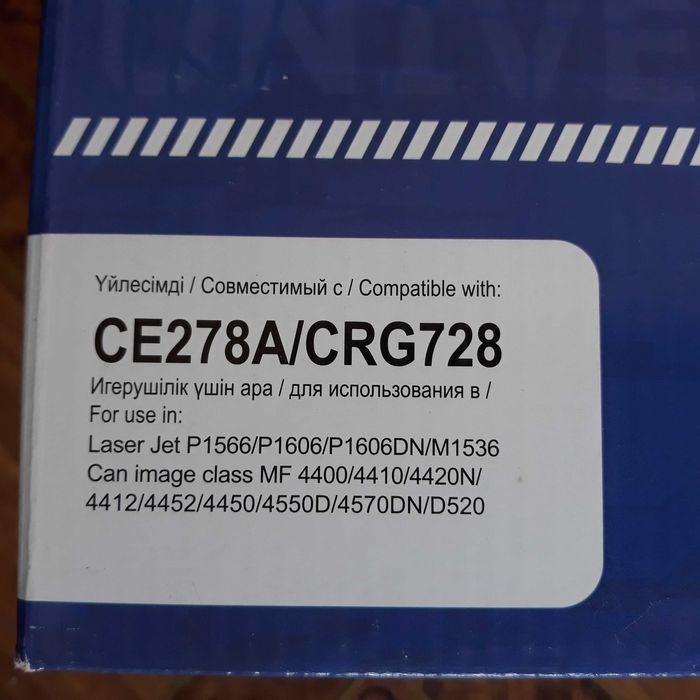 Үйлесімді / Совместимый с / Compatible with:
CE278A/CRG728
Игерушілік үшін ара / для использования в /
For use in:
Laser Jet P1566/P1606/P1606DN/M1536
Can image class MF 4400/4410/4420N/
4412/4452/4450/4550D/4570DN/D520